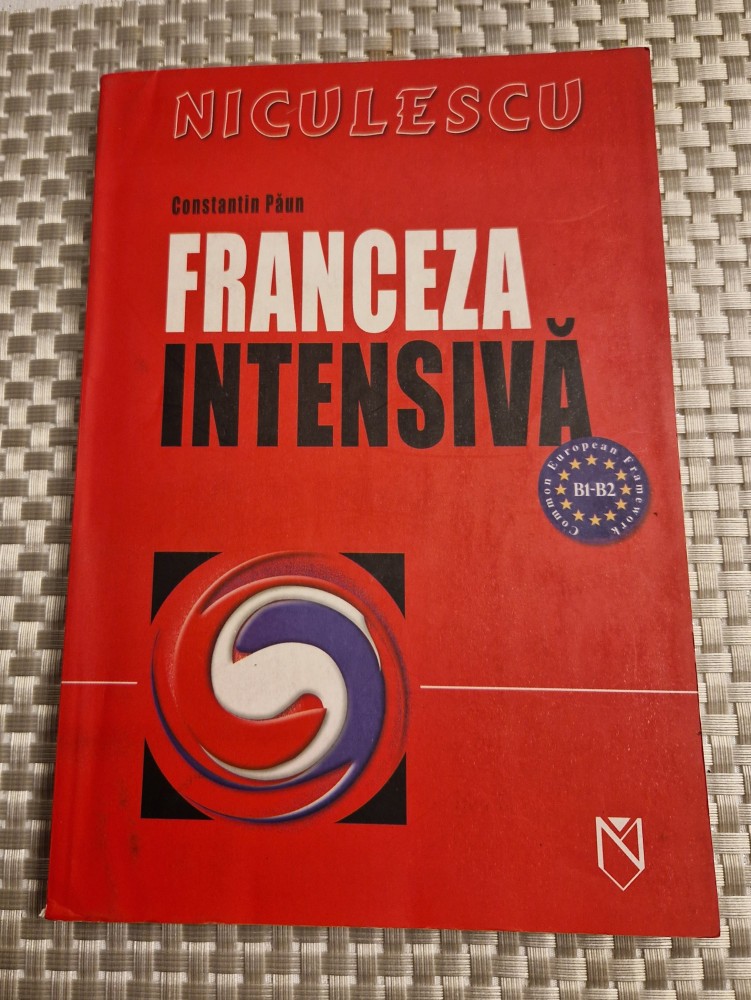 NICULESCU
Constantin Păun
FRANCEZA
INTENSIVĂ
Common European Framework
B1-B2